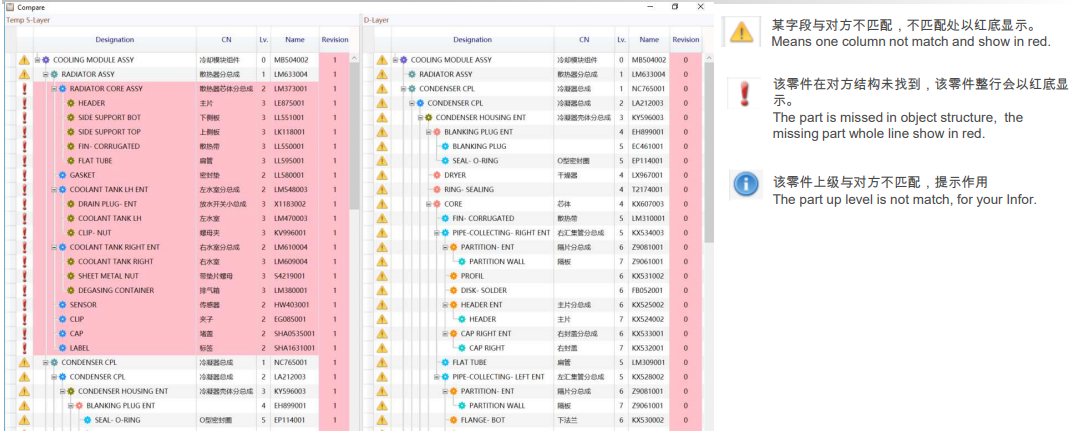 Compare
Temp S-Layer
Designation CN Lv. Name Revision
COOLING MODULE ASSY 冷却模块组件 0 MB504002 1
RADIATOR ASSY 散热器分总成 1 LM633004 1
RADIATOR CORE ASSY 散热器芯体分总成 2 LM373001 1
HEADER 主片 3 LE875001 1
SIDE SUPPORT BOT 下侧板 3 LL551001 1
SIDE SUPPORT TOP 上侧板 3 LK118001 1
FIN- CORRUGATED 散热带 3 LL550001 1
FLAT TUBE 扁管 3 LL595001 1
GASKET 密封垫 2 LL580001 1
COOLANT TANK LH ENT 左水室分总成 2 LM548003 1
DRAIN PLUG- ENT 放水开关小总成 3 X1183002 1
COOLANT TANK LH 左水室 3 LM470003 1
CLIP- NUT 螺母夹 3 KV996001 1
COOLANT TANK RIGHT ENT 右水室分总成 2 LM610004 1
COOLANT TANK RIGHT 右水室 3 LM609004 1
SHEET METAL NUT 带垫片螺母 3 S4219001 1
DEGASING CONTAINER 排气箱 3 LM380001 1
SENSOR 传感器 2 HW403001 1
CLIP 夹子 2 EG085001 1
CAP 堵盖 2 SHA0535001 1
LABEL 标签 2 SHA1631001 1
CONDENSER CPL 冷凝器总成 1 NC765001 1
CONDENSER CPL 冷凝器总成 2 LA212003 1
CONDENSER HOUSING ENT 冷凝器壳体分总成 3 KY596003 1
BLANKING PLUG ENT 4 EH899001 1
SEAL- O-RING O型密封圈 5 EP114001 1
D-Layer
Designation CN Lv. Name Revision
COOLING MODULE ASSY 冷却模块组件 0 MB504002 0
RADIATOR ASSY 散热器分总成 1 LM633004 0
CONDENSER CPL 冷凝器总成 1 NC765001 0
CONDENSER CPL 冷凝器总成 2 LA212003 0
CONDENSER HOUSING ENT 冷凝器壳体分总成 3 KY596003 0
BLANKING PLUG ENT 4 EH899001 0
BLANKING PLUG 5 EC461001 0
SEAL- O-RING O型密封圈 5 EP114001 0
DRYER 干燥器 4 LX967001 0
RING- SEALING 4 T2174001 0
CORE 芯体 4 KX607003 0
FIN- CORRUGATED 散热带 5 LM310001 0
PIPE-COLLECTING- RIGHT ENT 右汇集管分总成 5 KX534003 0
PARTITION- ENT 隔片分总成 6 Z9081001 0
PARTITION WALL 隔板 7 Z9061001 0
PROFIL 6 KX531002 0
DISK- SOLDER 6 FB052001 0
HEADER ENT 主片分总成 6 KX525002 0
HEADER 主片 7 KX524002 0
CAP RIGHT ENT 右封盖分总成 6 KX533001 0
CAP RIGHT 右封盖 7 KX532001 0
FLAT TUBE 扁管 5 LM309001 0
PIPE-COLLECTING- LEFT ENT 左汇集管分总成 5 KX528002 0
PARTITION- ENT 隔片分总成 6 Z9081001 0
PARTITION WALL 隔板 7 Z9061001 0
FLANGE- BOT 下法兰 6 KX530002 0
某字段与对方不匹配，不匹配处以红底显示。
Means one column not match and show in red.
该零件在对方结构未找到，该零件整行会以红底显
示。
The part is missed in object structure, the
missing part whole line show in red.
该零件上级与对方不匹配，提示作用
The part up level is not match, for your Infor.